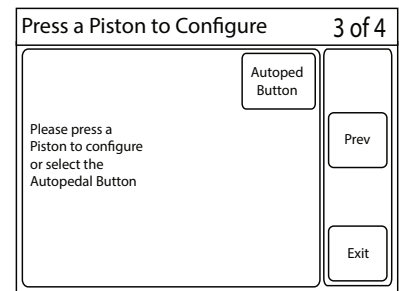 Press a Piston to Configure 3 of 4
Autoped
Button
Please press a
Piston to configure
or select the
Autopedal Button
Prev
Exit